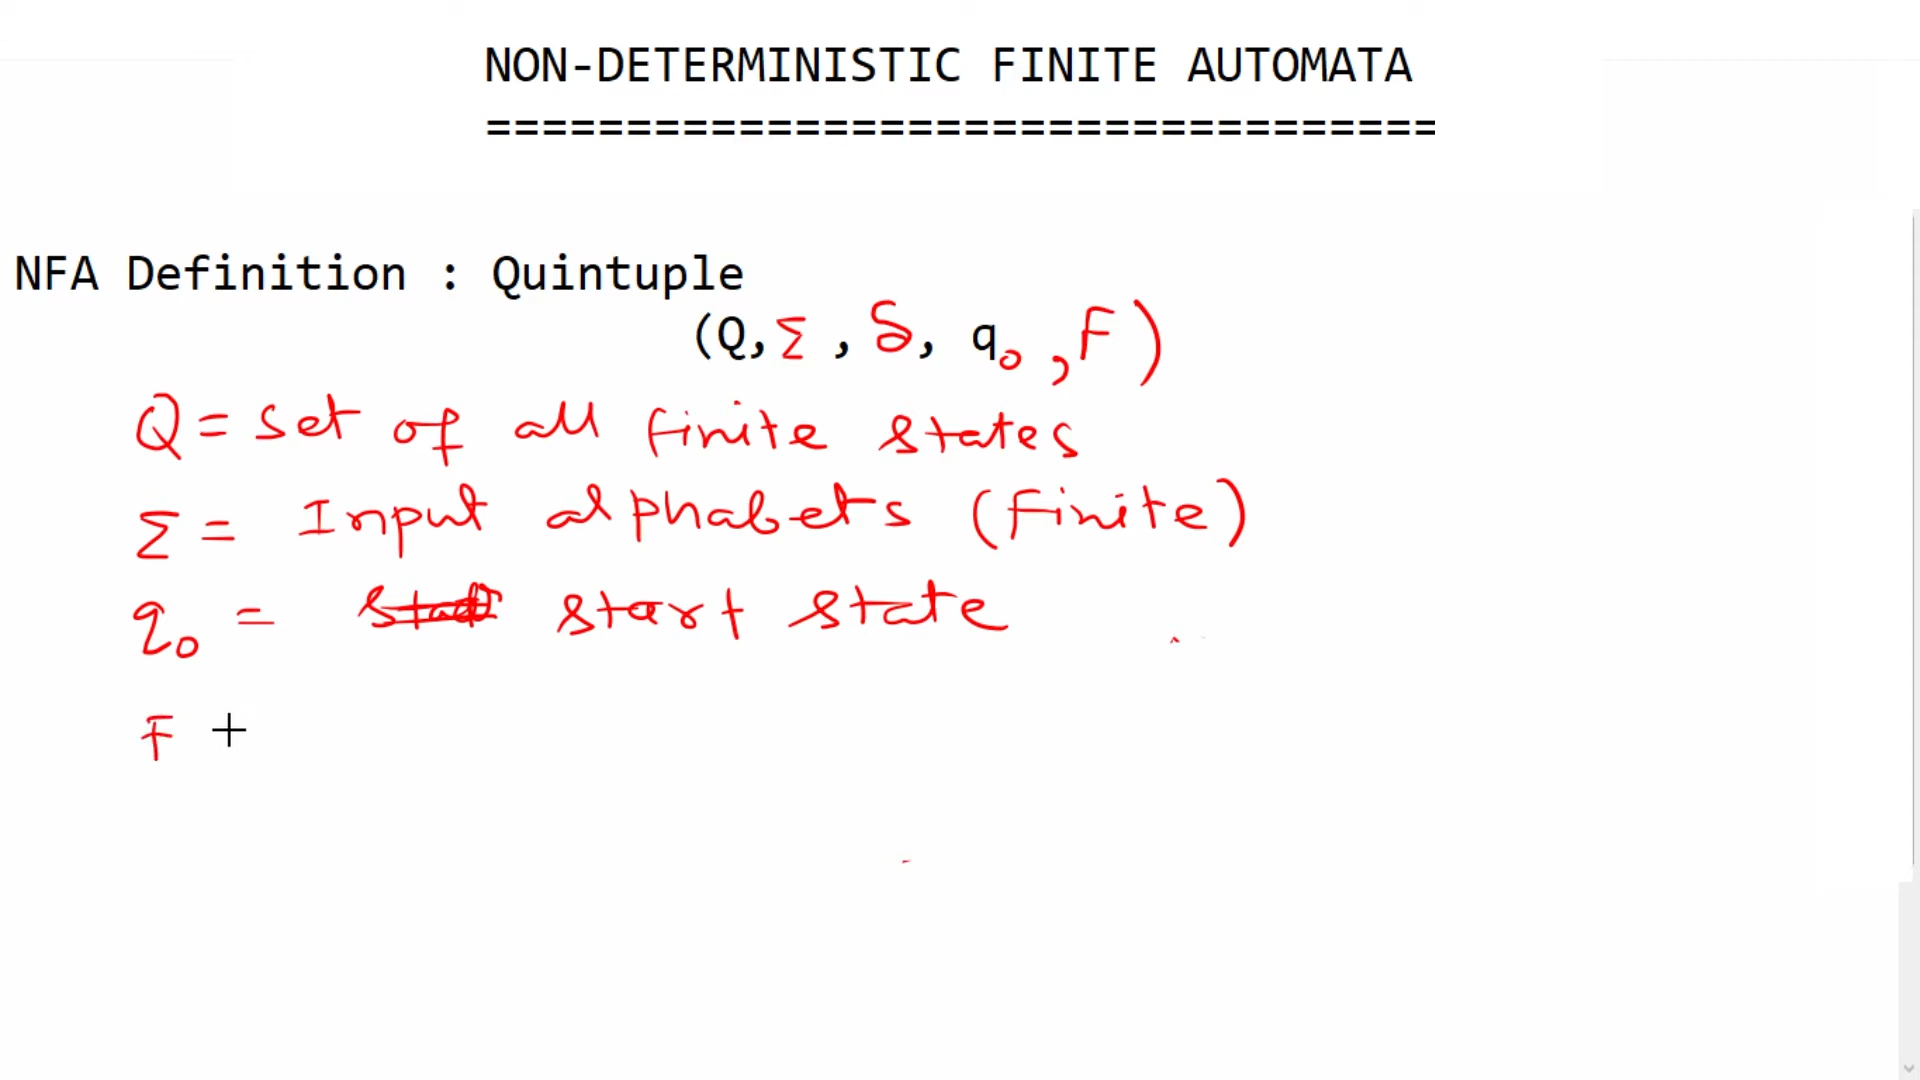 NON-DETERMINISTIC FINITE AUTOMATA
==================================
NFA Definition : Quintuple
(Q, Σ , δ, q₀ , F)
Q = set of all finite states
Σ = Input alphabets (Finite)
q₀ = start state
F